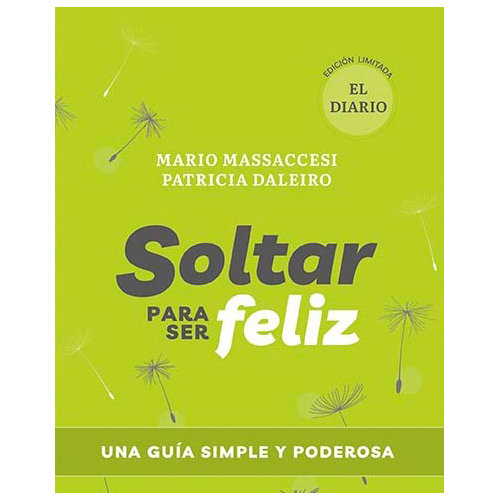 EDICIÓN LIMITADA
EL
DIARIO
MARIO MASSACCESI
PATRICIA DALEIRO
Soltar
PARA
SER
feliz
UNA GUÍA SIMPLE Y PODEROSA